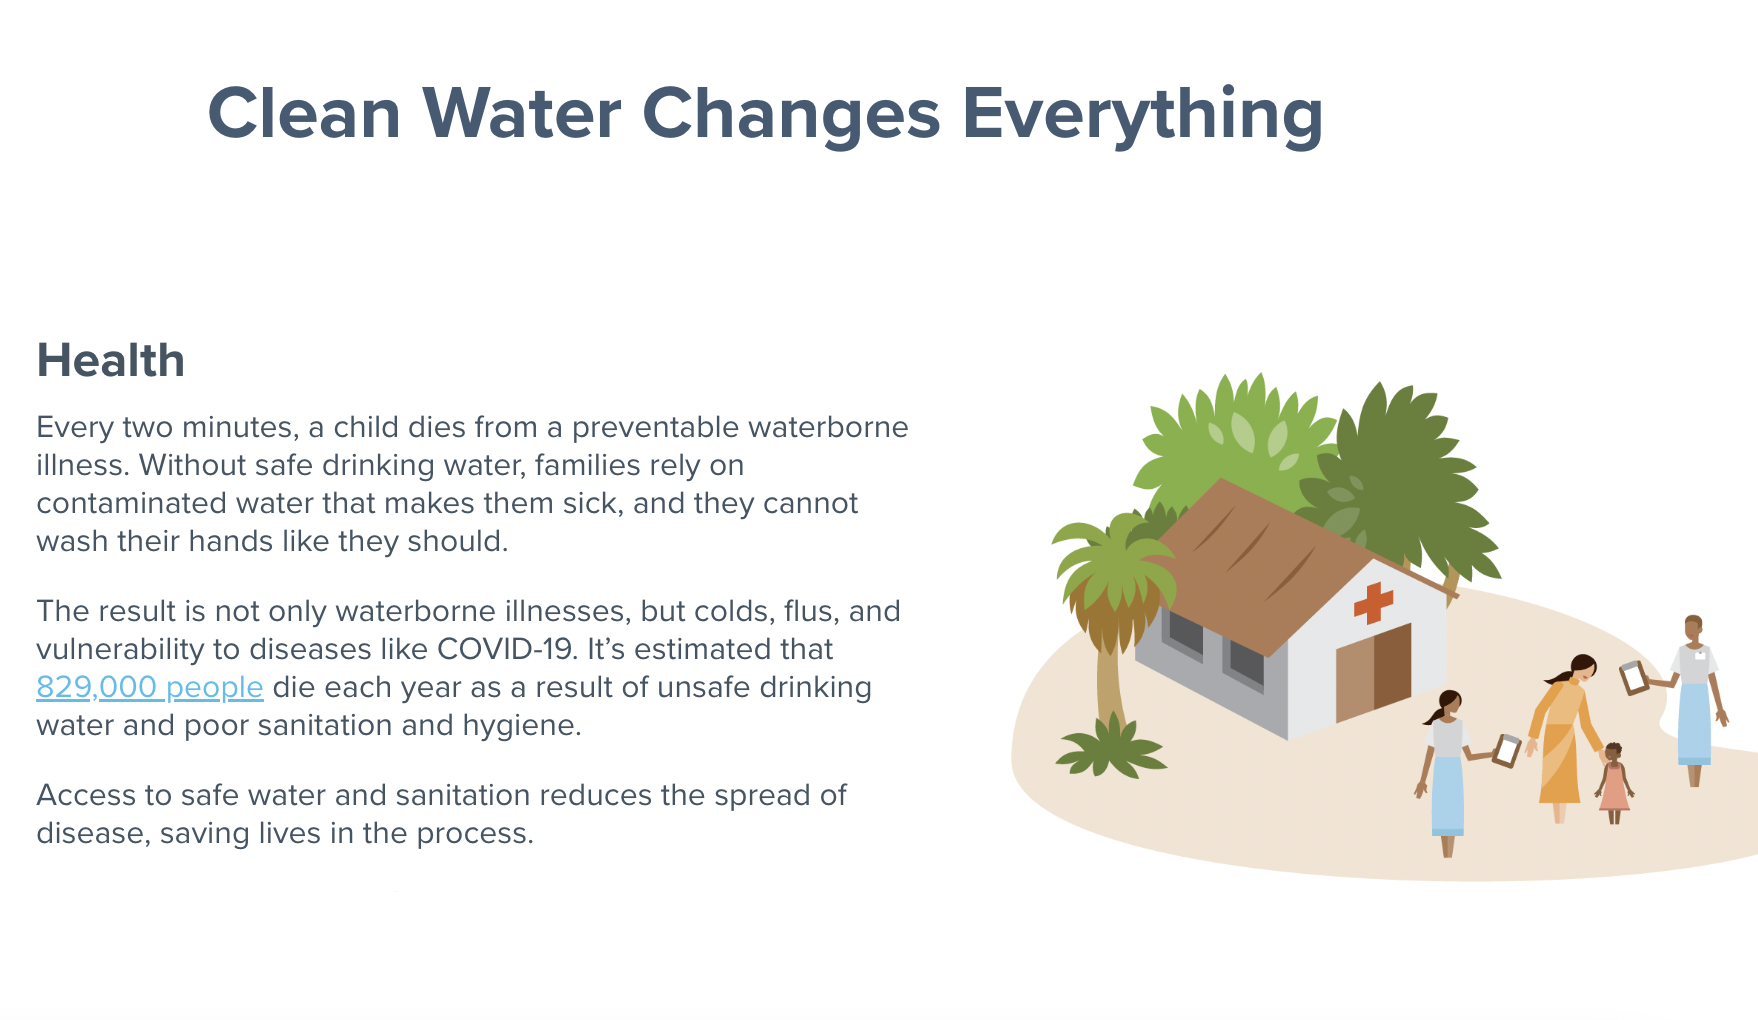 Clean Water Changes Everything
Health
Every two minutes, a child dies from a preventable waterborne
illness. Without safe drinking water, families rely on
contaminated water that makes them sick, and they cannot
wash their hands like they should.
The result is not only waterborne illnesses, but colds, flus, and
vulnerability to diseases like COVID-19. It’s estimated that
829,000 people die each year as a result of unsafe drinking
water and poor sanitation and hygiene.
Access to safe water and sanitation reduces the spread of
disease, saving lives in the process.